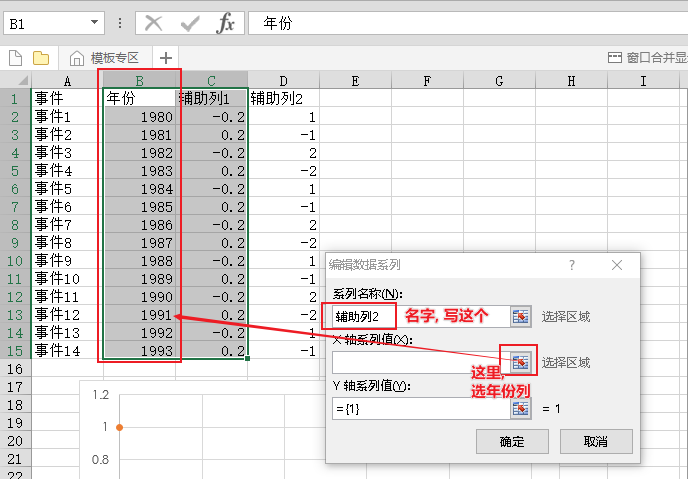 B1 fx 年份
模板专区 窗口合并显
A B C D E F G H I
1 事件 年份 辅助列1 辅助列2
2 事件1 1980 -0.2 1
3 事件2 1981 0.2 -1
4 事件3 1982 -0.2 2
5 事件4 1983 0.2 -2
6 事件5 1984 -0.2 1
7 事件6 1985 0.2 -1
8 事件7 1986 -0.2 2
9 事件8 1987 0.2 -2
10 事件9 1988 -0.2 1
11 事件10 1989 0.2 -1
12 事件11 1990 -0.2 2
13 事件12 1991 0.2 -2
14 事件13 1992 -0.2 1
15 事件14 1993 0.2 -1
16
17
18
19
20
21
22
1.2
1
0.8
编辑数据系列 ?
系列名称(N):
辅助列2 选择区域
名字, 写这个
X 轴系列值(X):
选择区域
这里,
选年份列
Y 轴系列值(Y):
={1} = 1
确定 取消